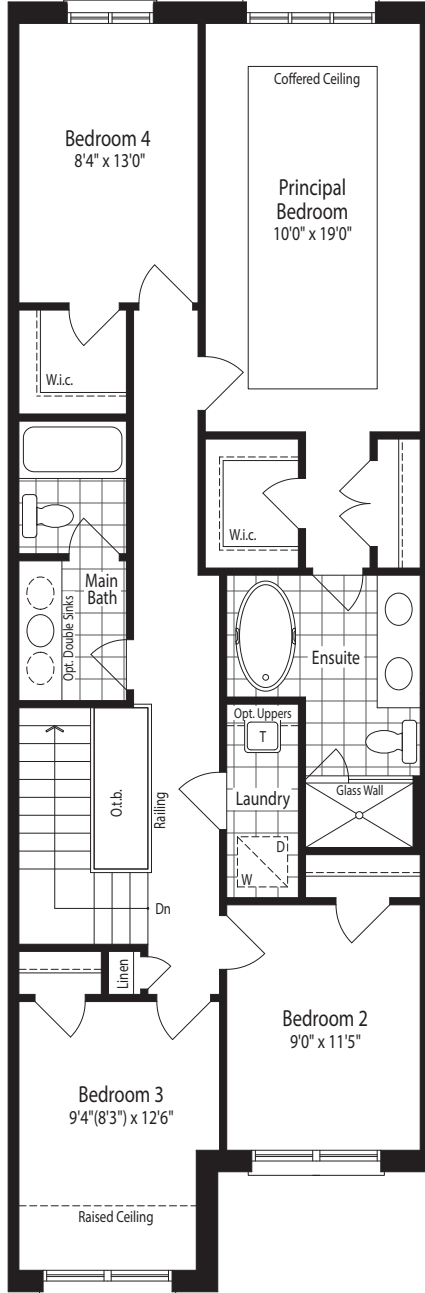 Coffered Ceiling
Bedroom 4
8'4" x 13'0"
Principal
Bedroom
10'0" x 19'0"
W.i.c.
W.i.c.
Main
Bath
Opt. Double Sinks
Ensuite
Opt. Uppers
T
Laundry
Glass Wall
O.t.b.
Railing
D
W
Dn
Linen
Bedroom 2
9'0" x 11'5"
Bedroom 3
9'4"(8'3") x 12'6"
Raised Ceiling